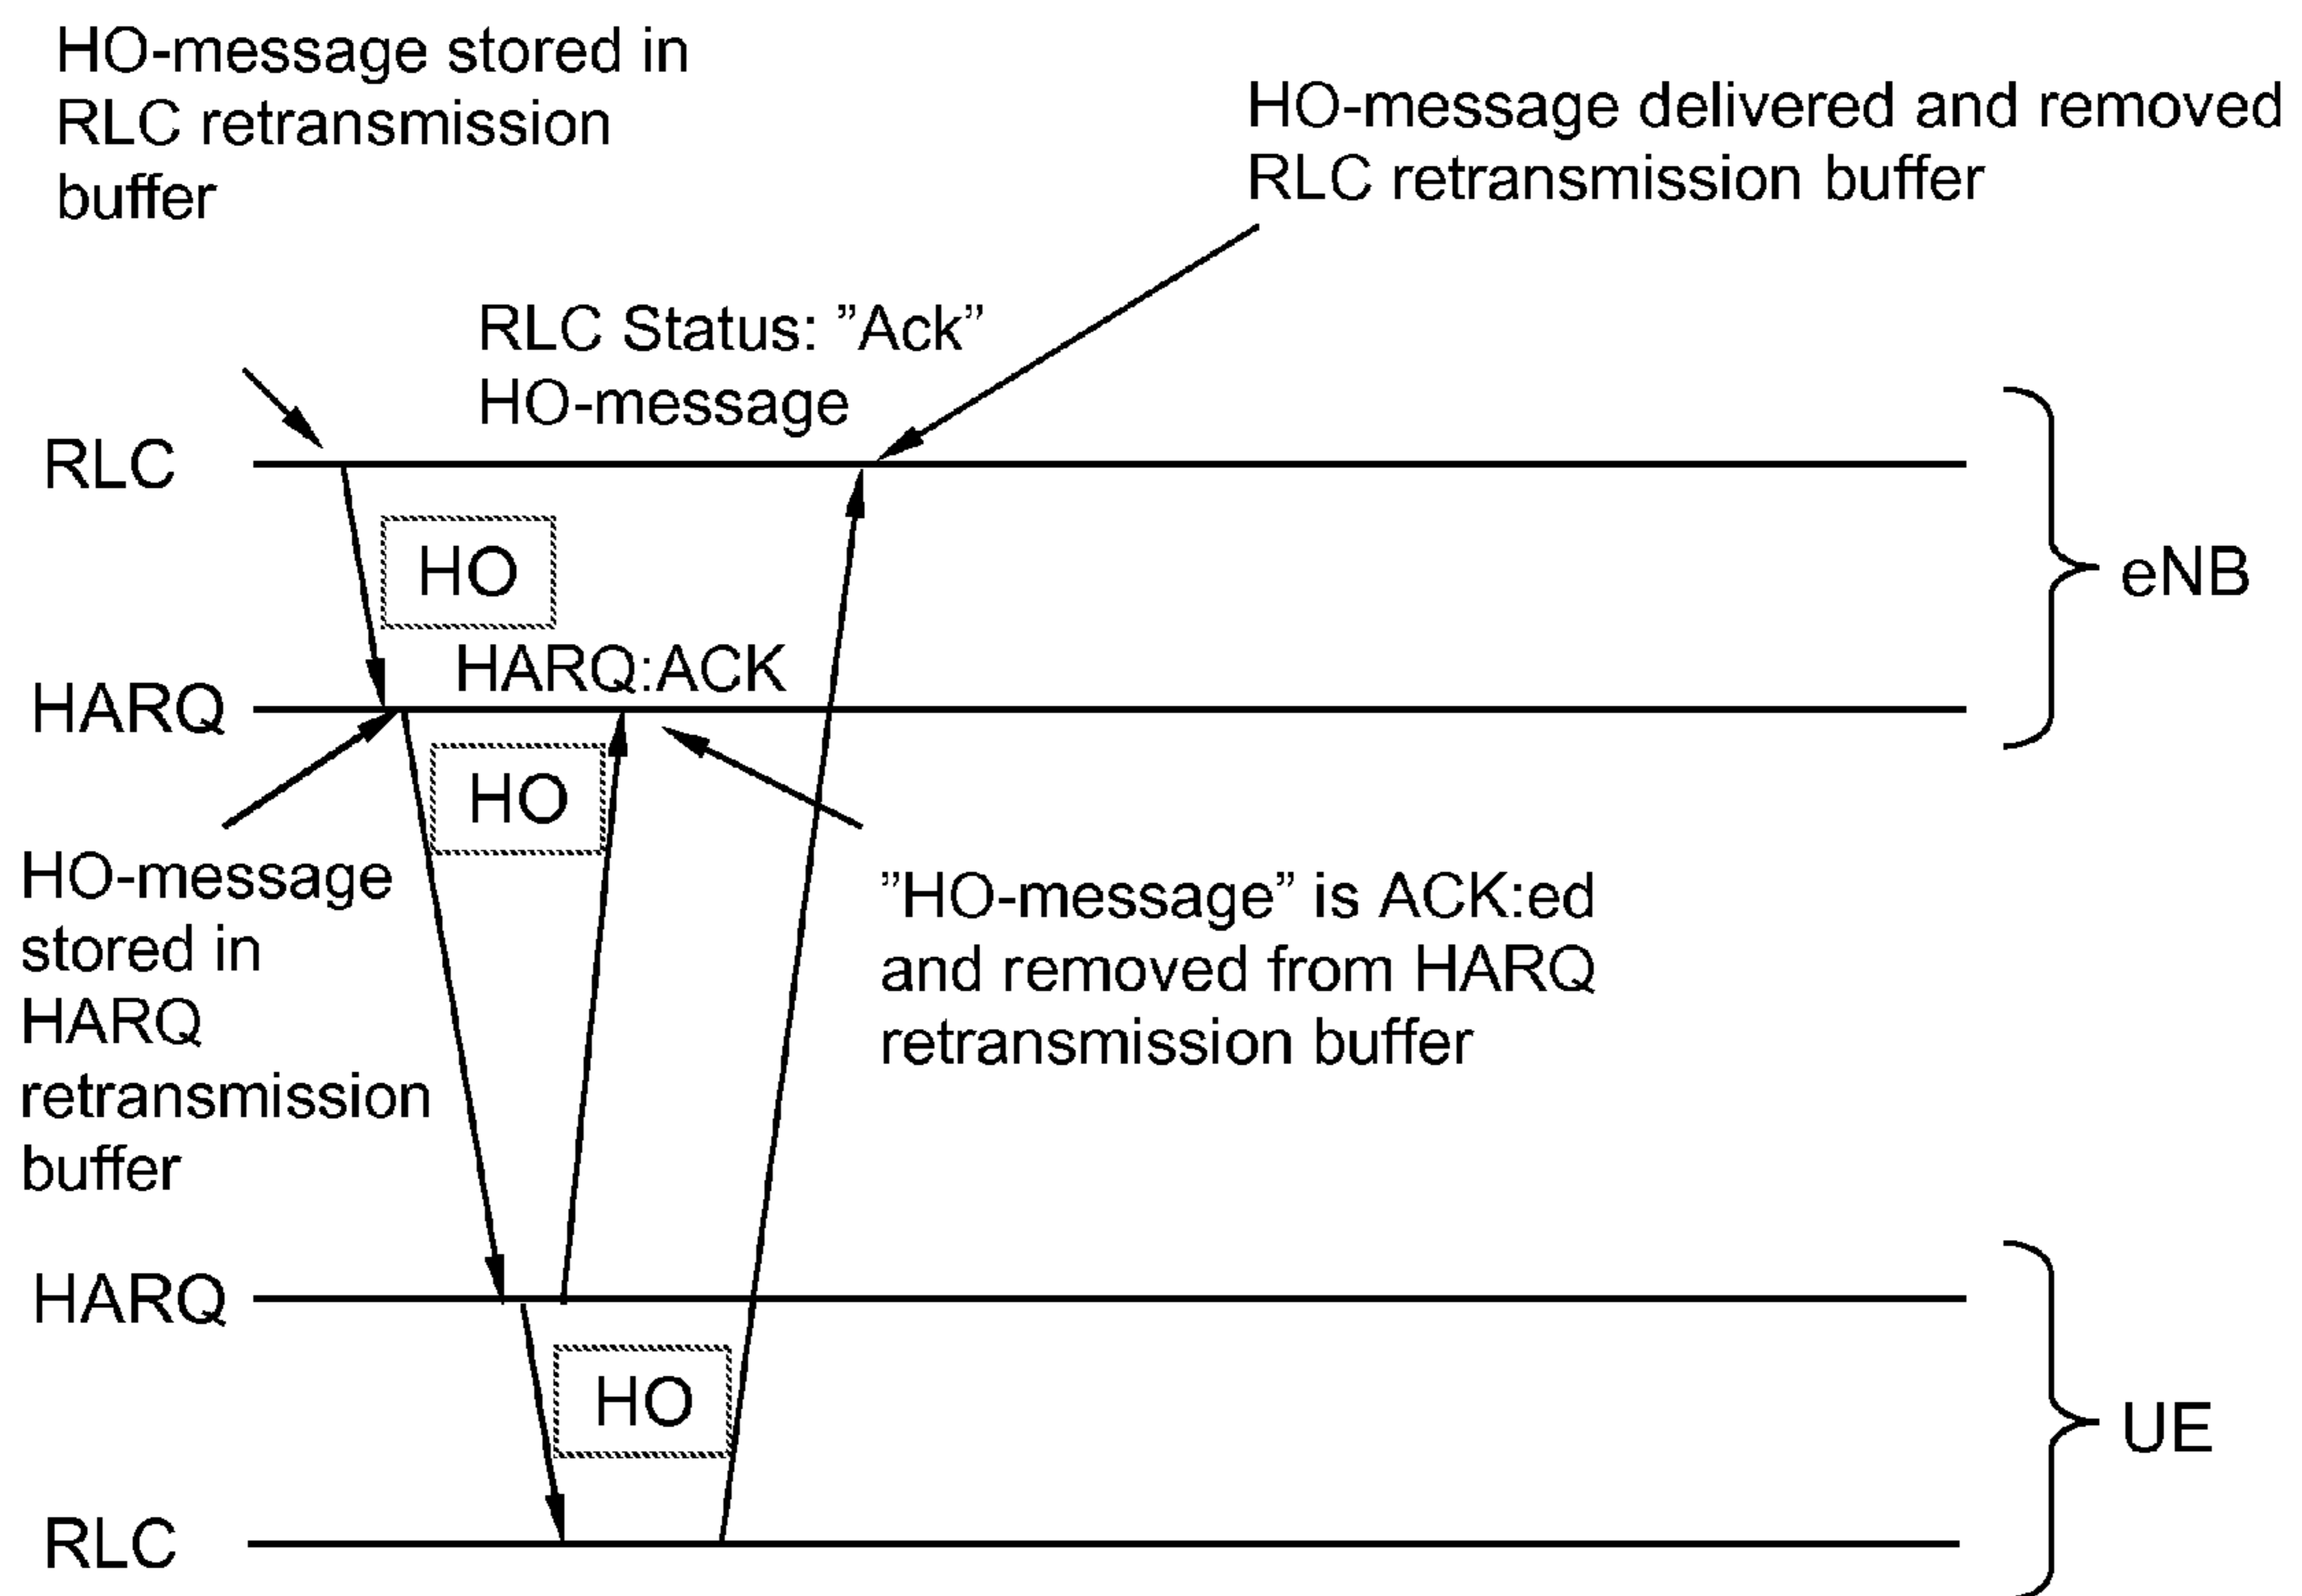 HO-message stored in
RLC retransmission
buffer
HO-message delivered and removed
RLC retransmission buffer
RLC Status: ”Ack”
HO-message
RLC
HO
eNB
HARQ:ACK
HARQ
HO
HO-message
stored in
HARQ
retransmission
buffer
”HO-message” is ACK:ed
and removed from HARQ
retransmission buffer
HARQ
HO
UE
RLC